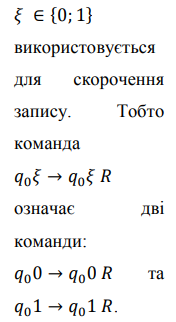 ξ ∈ {0; 1}
використовується
для скорочення
запису. Тобто
команда
q₀ξ → q₀ξ R
означає дві
команди:
q₀0 → q₀0 R та
q₀1 → q₀1 R.